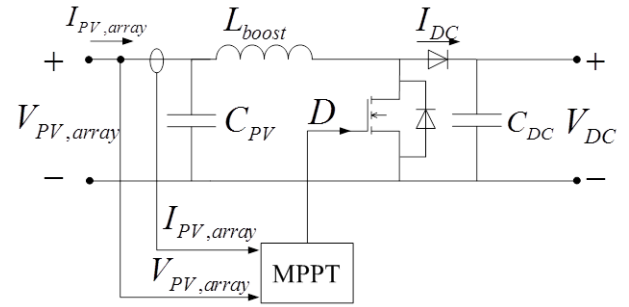 I_{PV,array}
L_{boost}
I_{DC}
+
+
V_{PV,array}
C_{PV}
D
C_{DC}
V_{DC}
−
−
I_{PV,array}
V_{PV,array}
MPPT